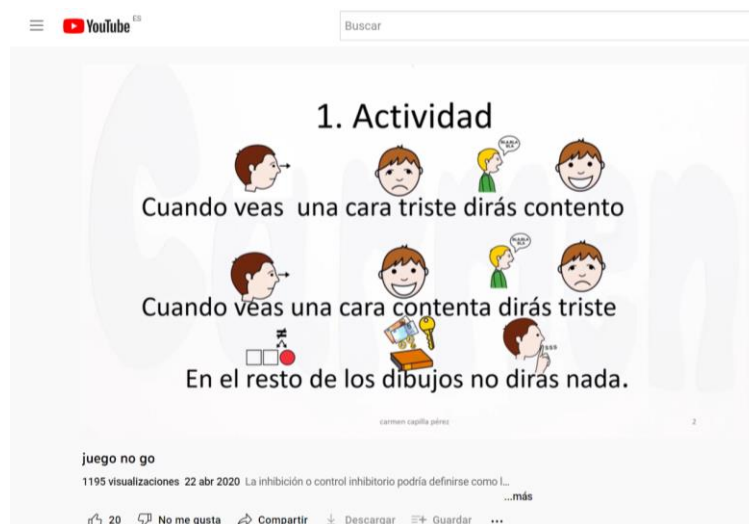 YouTube ES
Buscar
1. Actividad
Cuando veas una cara triste dirás contento
Cuando veas una cara contenta dirás triste
≠
sss
En el resto de los dibujos no diras nada.
carmen capilla pérez
2
juego no go
1195 visualizaciones 22 abr 2020 La inhibición o control inhibitorio podría definirse como l...
...más
20 No me gusta Compartir Descargar Guardar ...